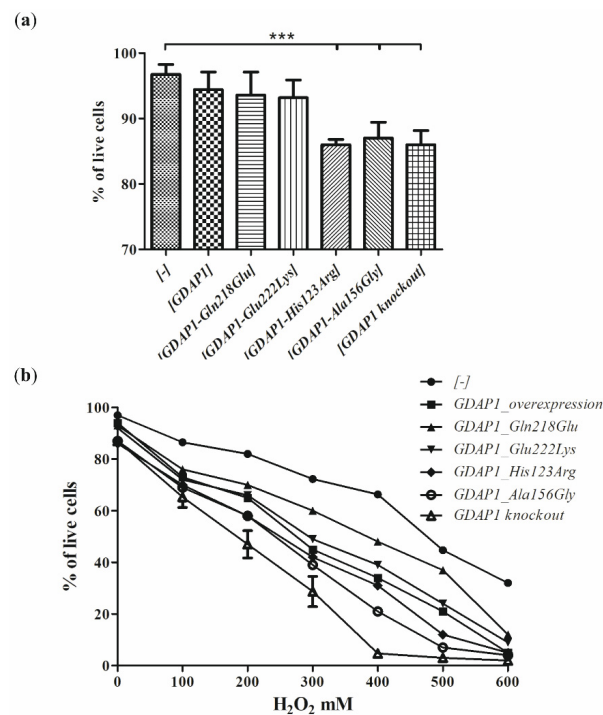 (a)
***
100
90
80
70
% of live cells
[-]
[GDAP1]
[GDAP1-Gln218Glu]
[GDAP1-Glu222Lys]
[GDAP1-His123Arg]
[GDAP1-Ala156Gly]
[GDAP1 knockout]
(b)
[-]
GDAP1_overexpression
GDAP1_Gln218Glu
GDAP1_Glu222Lys
GDAP1_His123Arg
GDAP1_Ala156Gly
GDAP1 knockout
100
80
60
40
20
0
% of live cells
0 100 200 300 400 500 600
H₂O₂ mM